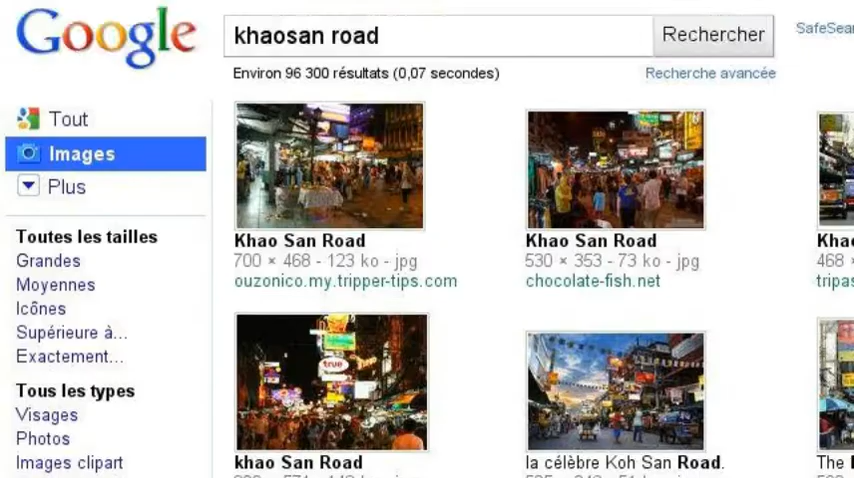 Google
khaosan road
Rechercher
SafeSear
Environ 96 300 résultats (0,07 secondes)
Recherche avancée
Tout
Images
Plus
Toutes les tailles
Grandes
Moyennes
Icônes
Supérieure à...
Exactement...
Tous les types
Visages
Photos
Images clipart
Khao San Road
700 × 468 - 123 ko - jpg
ouzonico.my.tripper-tips.com
Khao San Road
530 × 353 - 73 ko - jpg
chocolate-fish.net
Khao
468 ×
tripas
true
khao San Road
la célèbre Koh San Road.
The